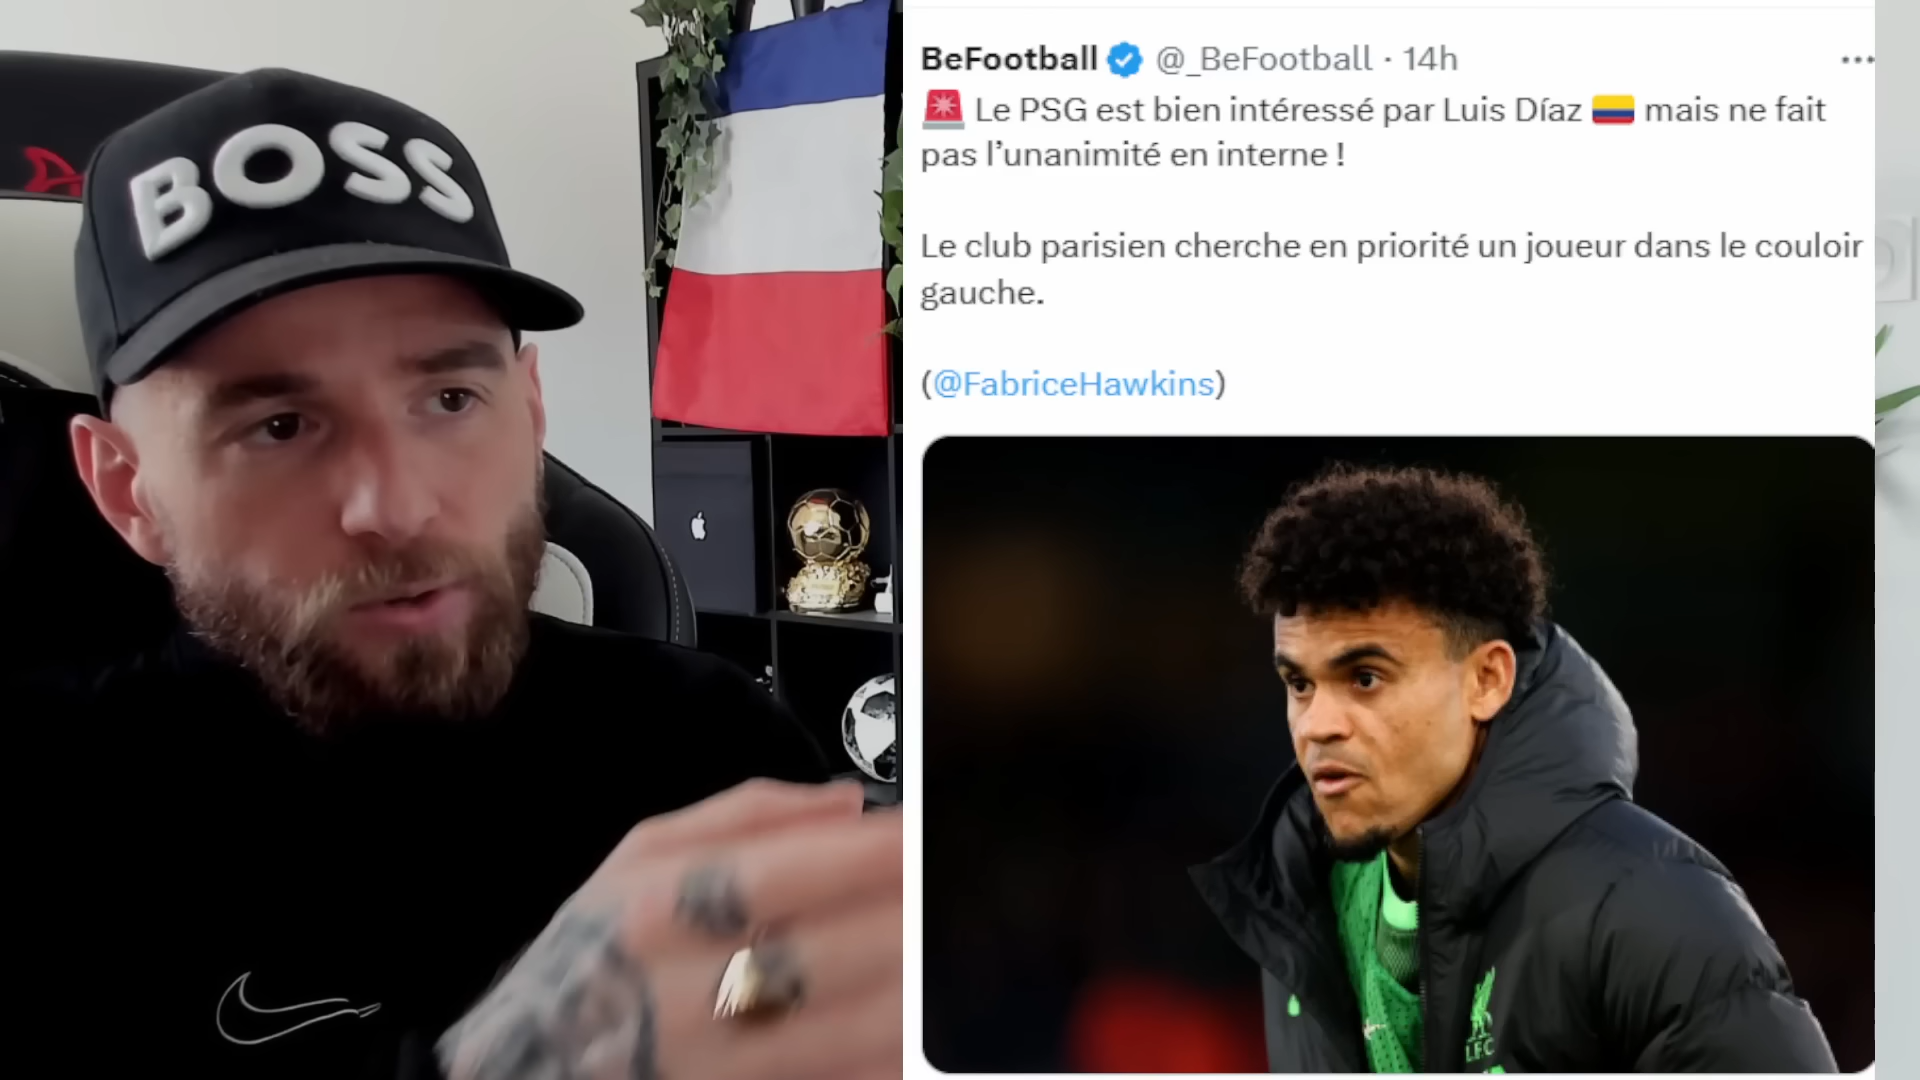 BOSS
BeFootball @_BeFootball · 14h
🚨 Le PSG est bien intéressé par Luis Díaz 🇨🇴 mais ne fait
pas l’unanimité en interne !
Le club parisien cherche en priorité un joueur dans le couloir
gauche.
(@FabriceHawkins)
LFC